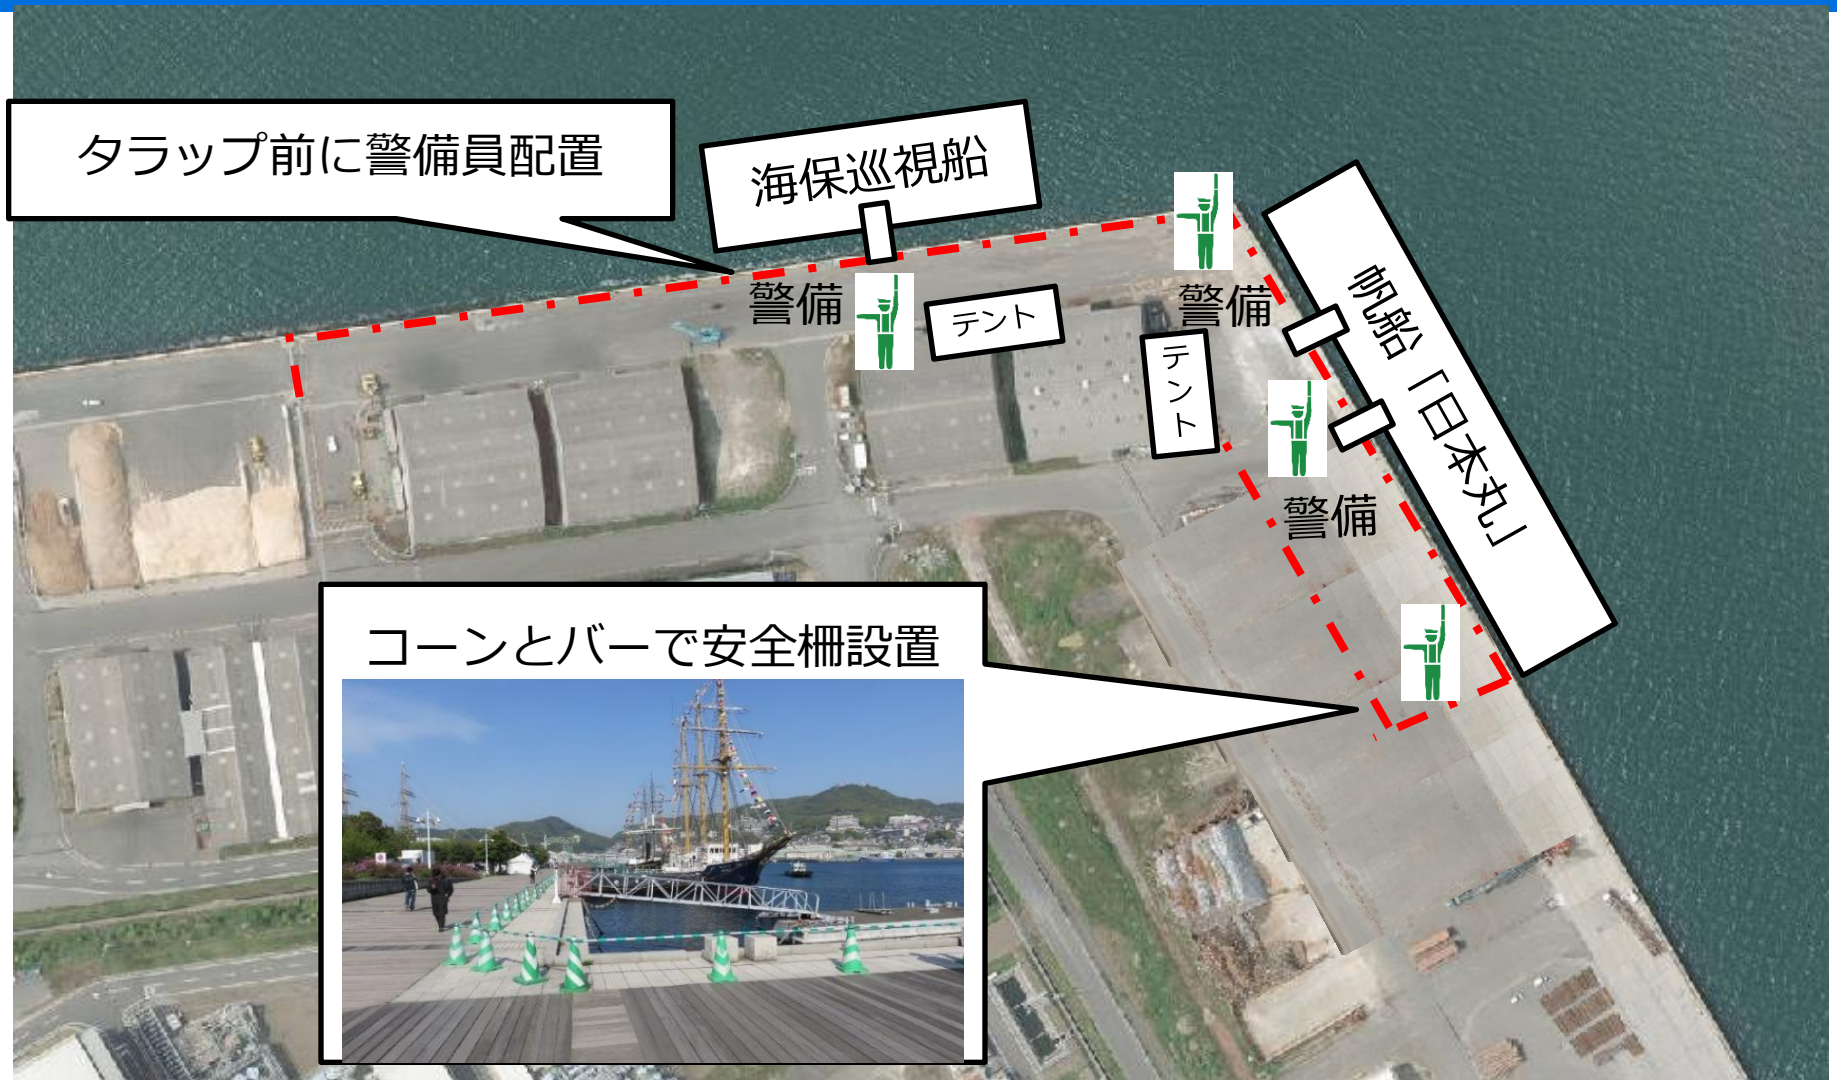 タラップ前に警備員配置
海保巡視船
警備
テント
警備
テント
帆船「日本丸」
警備
コーンとバーで安全柵設置